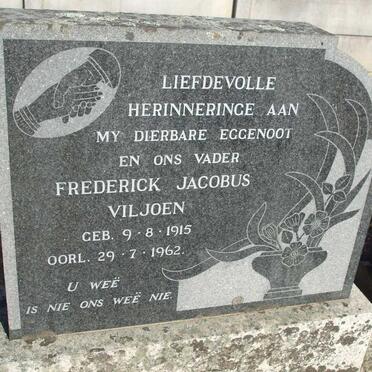 LIEFDEVOLLE
HERINNERINGE AAN
MY DIERBARE EGGENOOT
EN ONS VADER
FREDERICK JACOBUS
VILJOEN
GEB. 9·8·1915
OORL. 29·7·1962.
U WEË
IS NIE ONS WEË NIE.